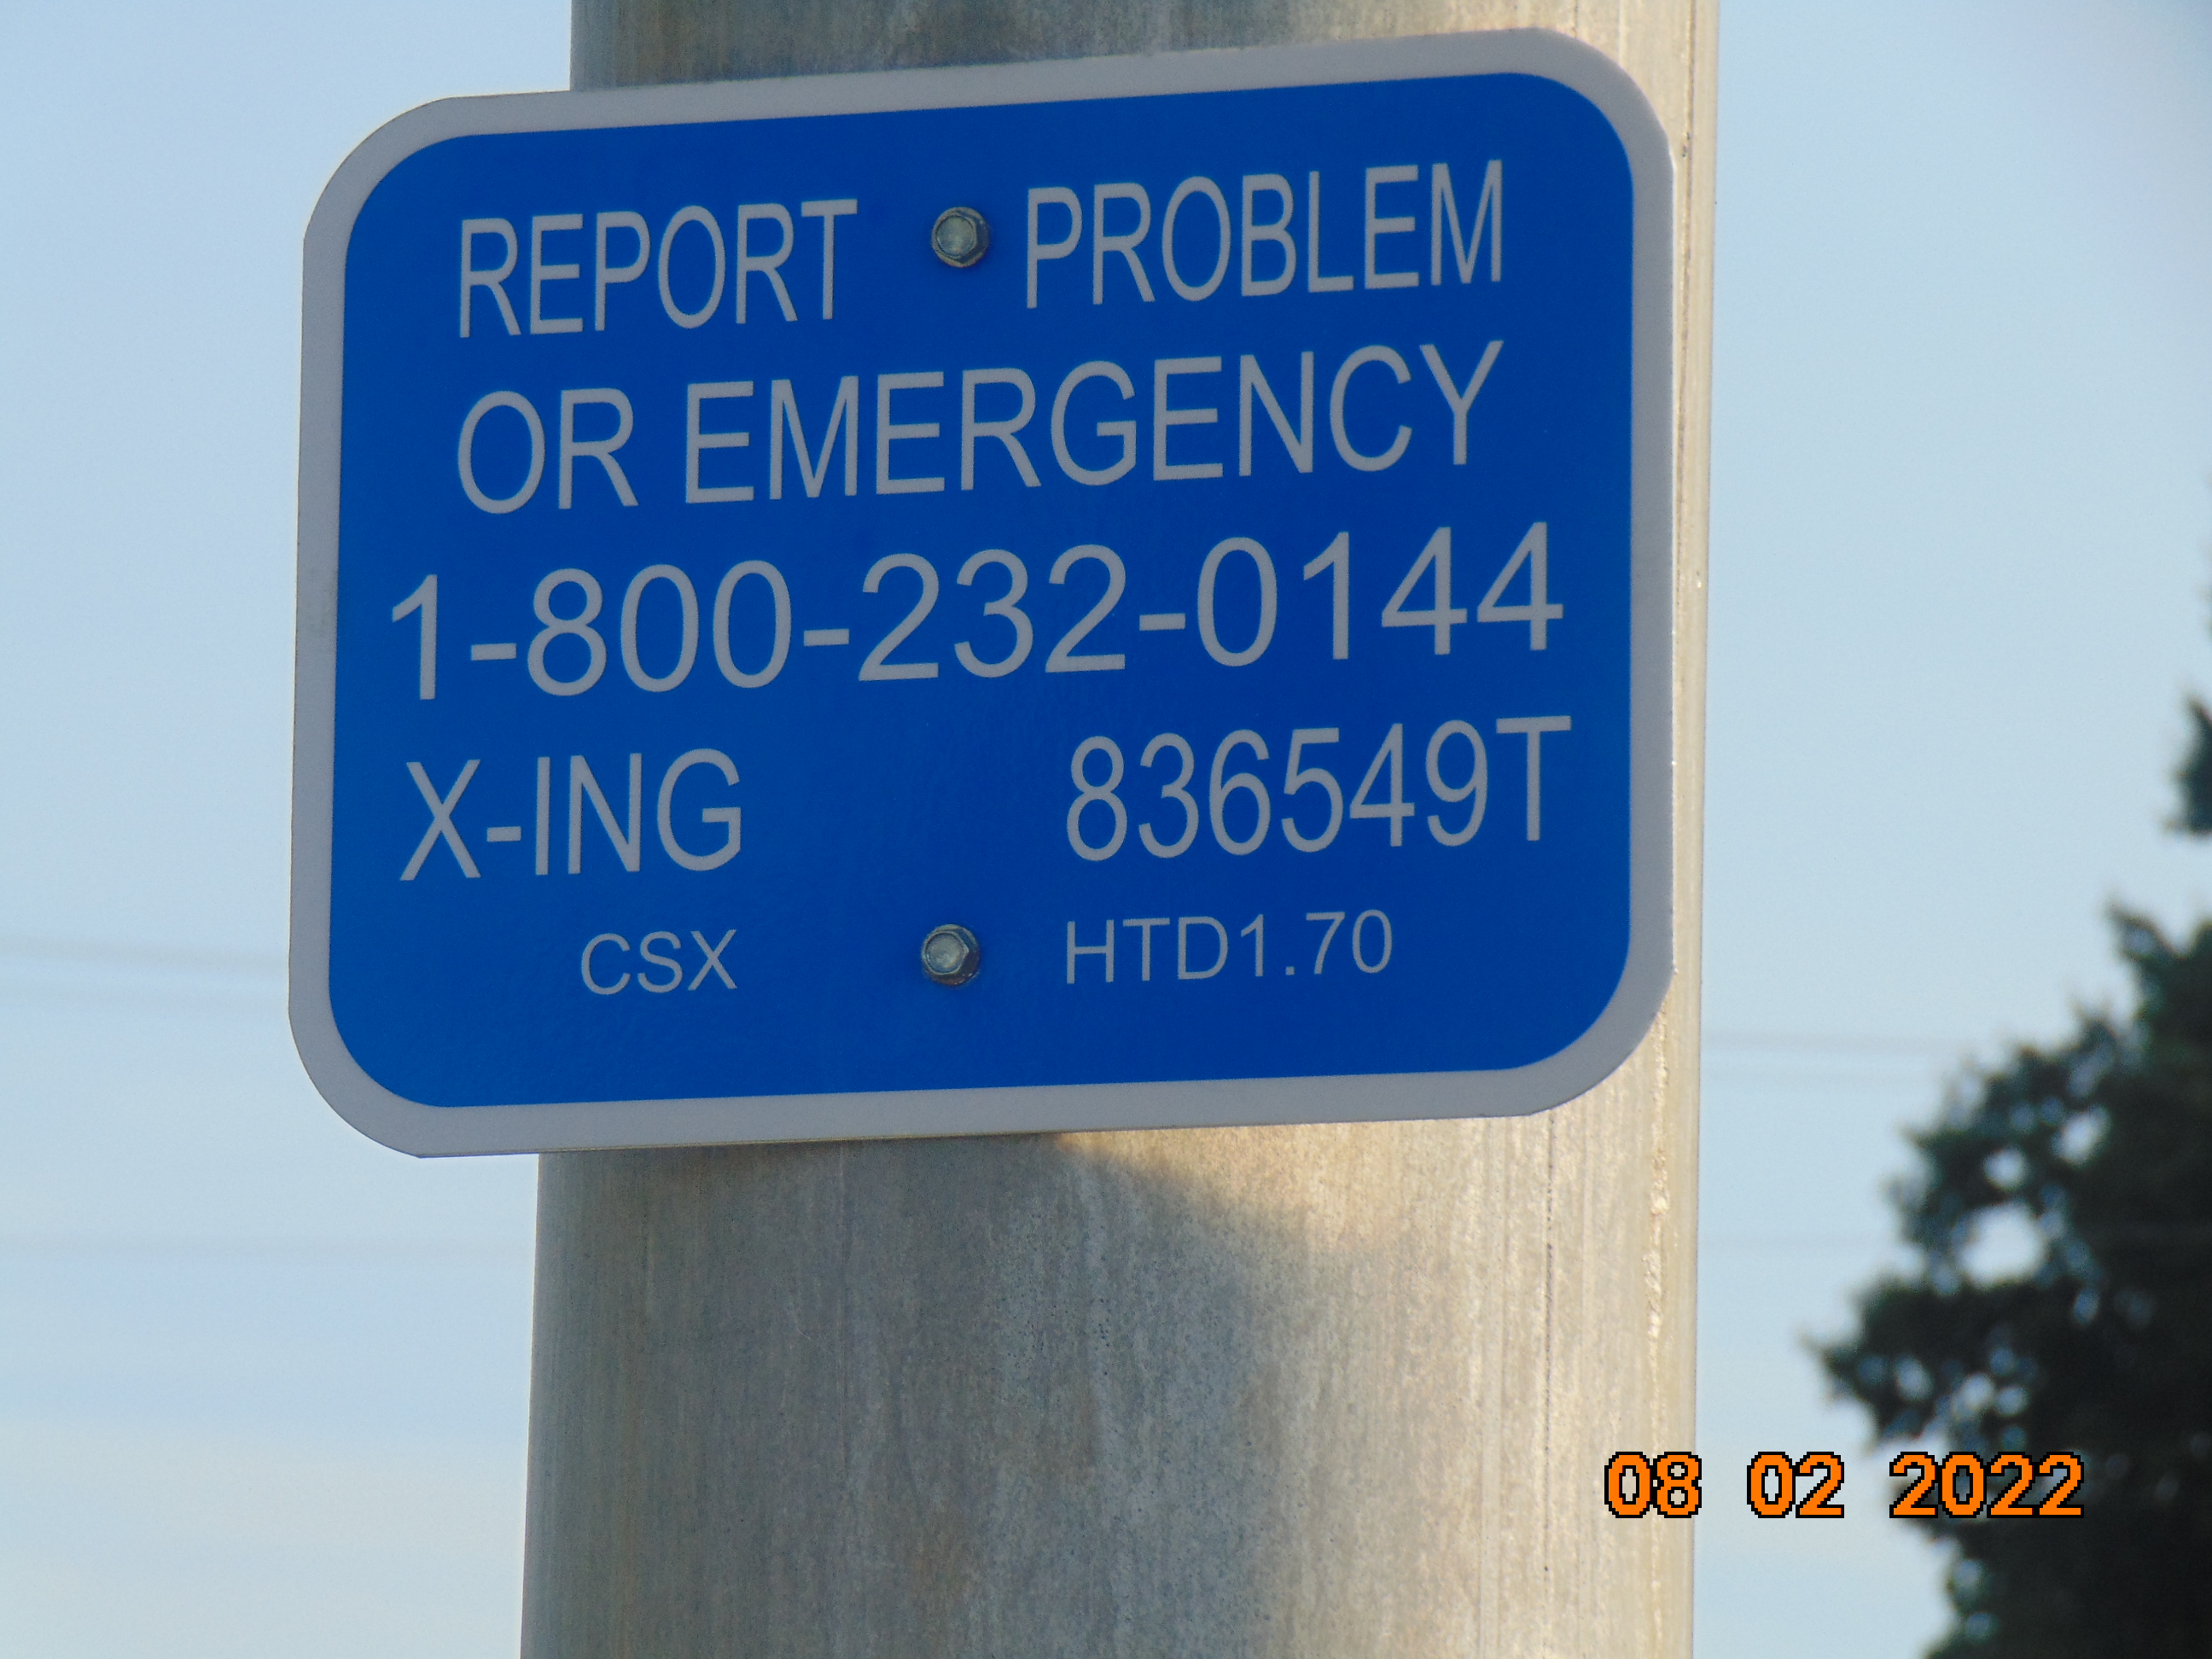 REPORT PROBLEM
OR EMERGENCY
1-800-232-0144
X-ING 836549T
CSX HTD1.70
08 02 2022